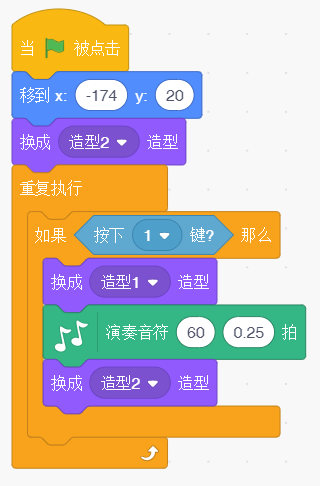 当 被点击
移到 x: -174 y: 20
换成 造型2 造型
重复执行
如果 按下 1 键? 那么
换成 造型1 造型
演奏音符 60 0.25 拍
换成 造型2 造型